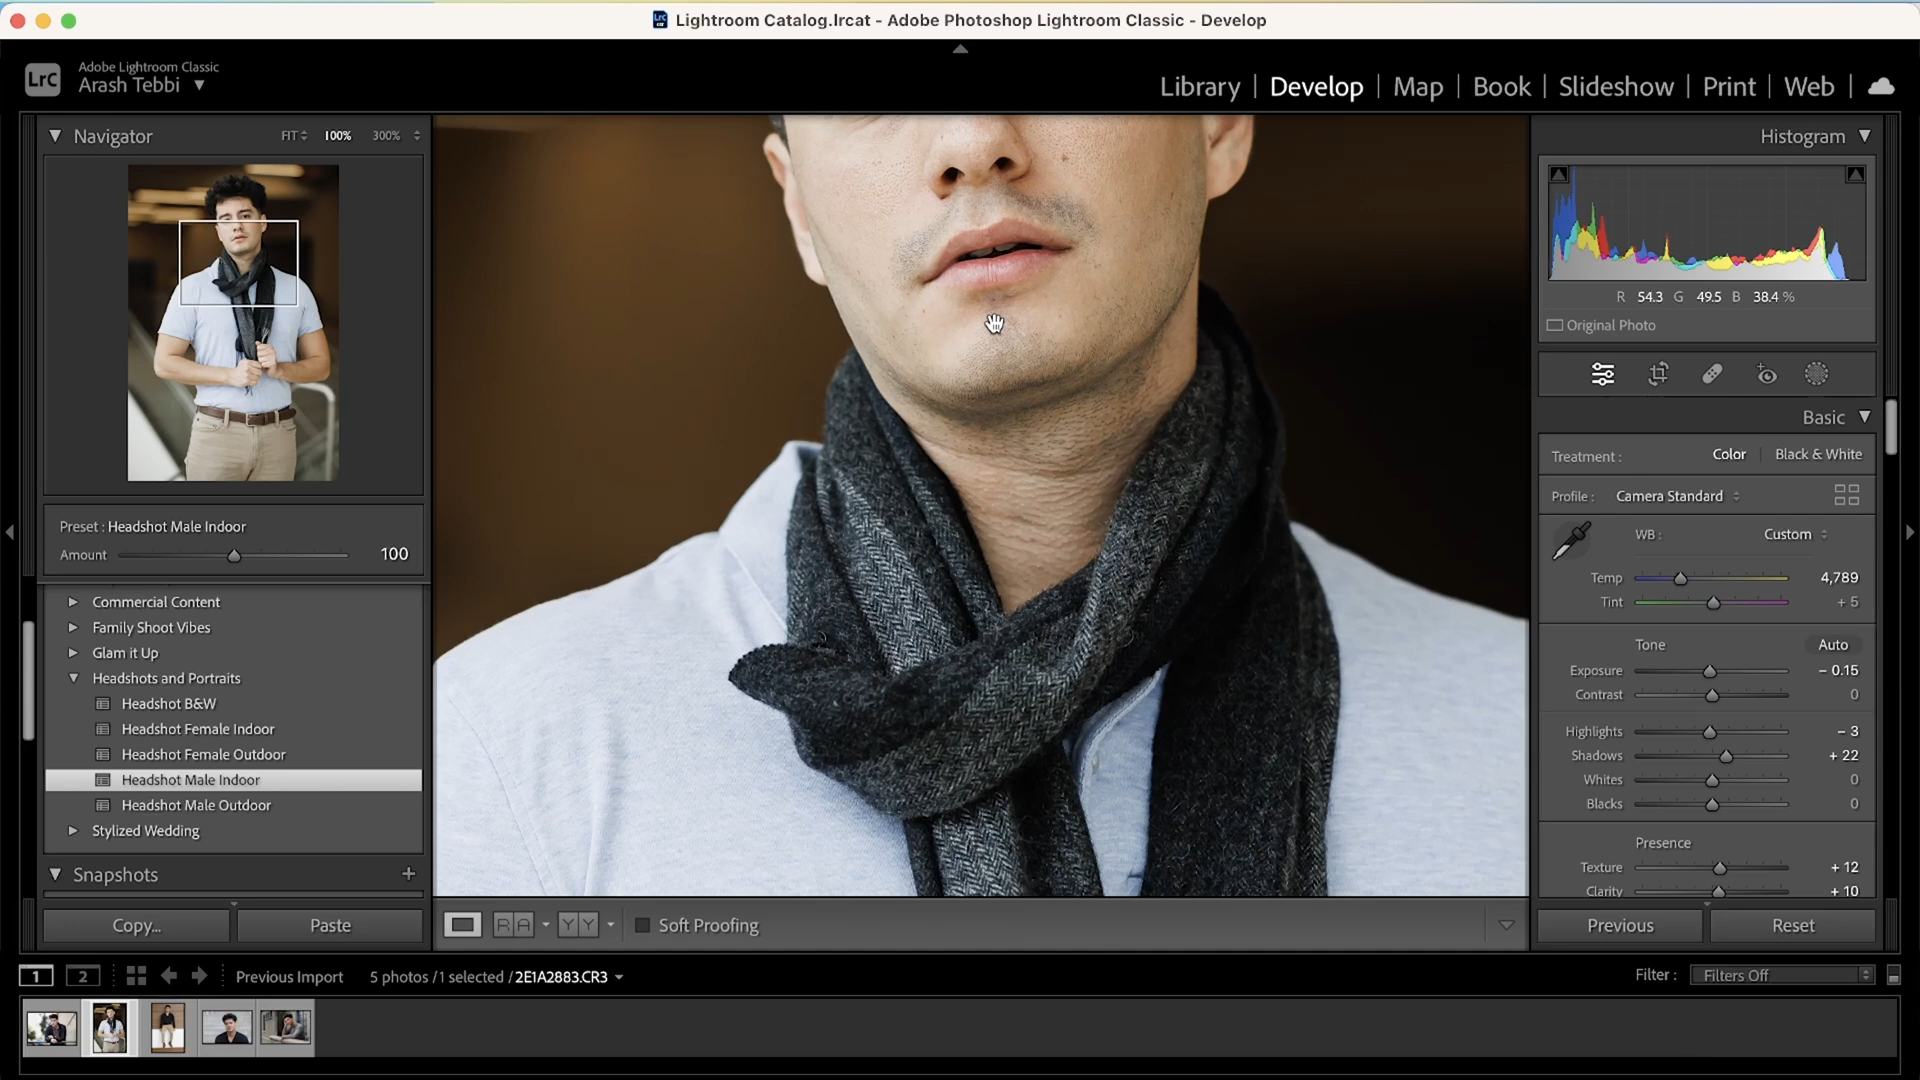 Lightroom Catalog.lrcat - Adobe Photoshop Lightroom Classic - Develop
LrC
Adobe Lightroom Classic
Arash Tebbi
Library | Develop | Map | Book | Slideshow | Print | Web
Navigator
FIT 100% 300%
Preset : Headshot Male Indoor
Amount 100
Commercial Content
Family Shoot Vibes
Glam it Up
Headshots and Portraits
Headshot B&W
Headshot Female Indoor
Headshot Female Outdoor
Headshot Male Indoor
Headshot Male Outdoor
Stylized Wedding
Snapshots +
Copy... Paste
R A Y Y Soft Proofing
Histogram
R 54.3 G 49.5 B 38.4 %
Original Photo
Basic
Treatment : Color Black & White
Profile : Camera Standard
WB : Custom
Temp 4,789
Tint + 5
Tone Auto
Exposure – 0.15
Contrast 0
Highlights – 3
Shadows + 22
Whites 0
Blacks 0
Presence
Texture + 12
Clarity + 10
Previous Reset
1 2 Previous Import 5 photos / 1 selected / 2E1A2883.CR3 Filter : Filters Off